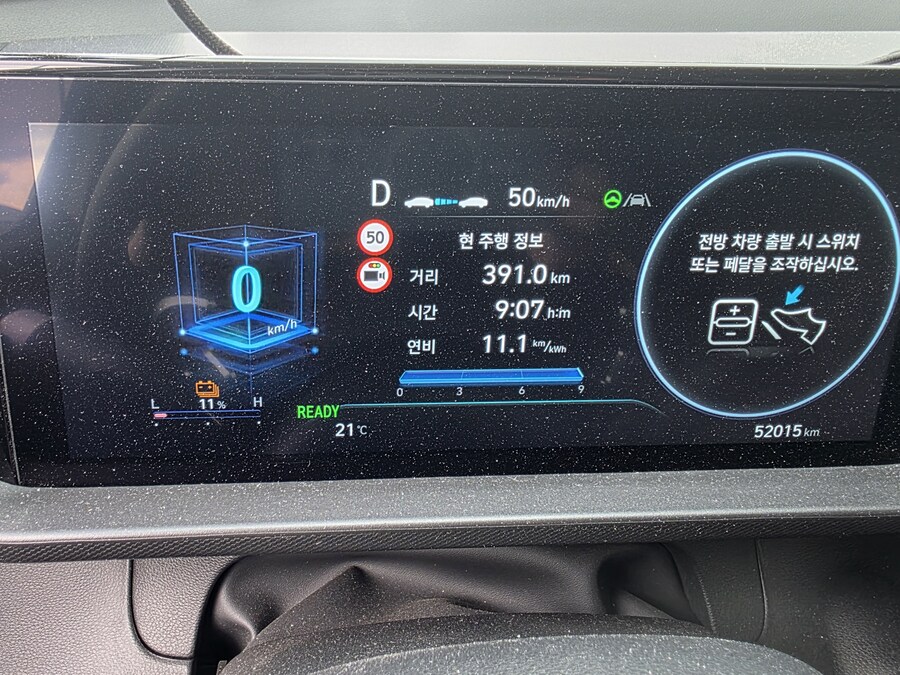 D 50 km/h
50
현 주행 정보
거리 391.0 km
시간 9:07 h:m
연비 11.1 km/kWh
0 3 6 9
0
km/h
L 11 % H
READY
21 °C
전방 차량 출발 시 스위치
또는 페달을 조작하십시오.
+
-
52015 km